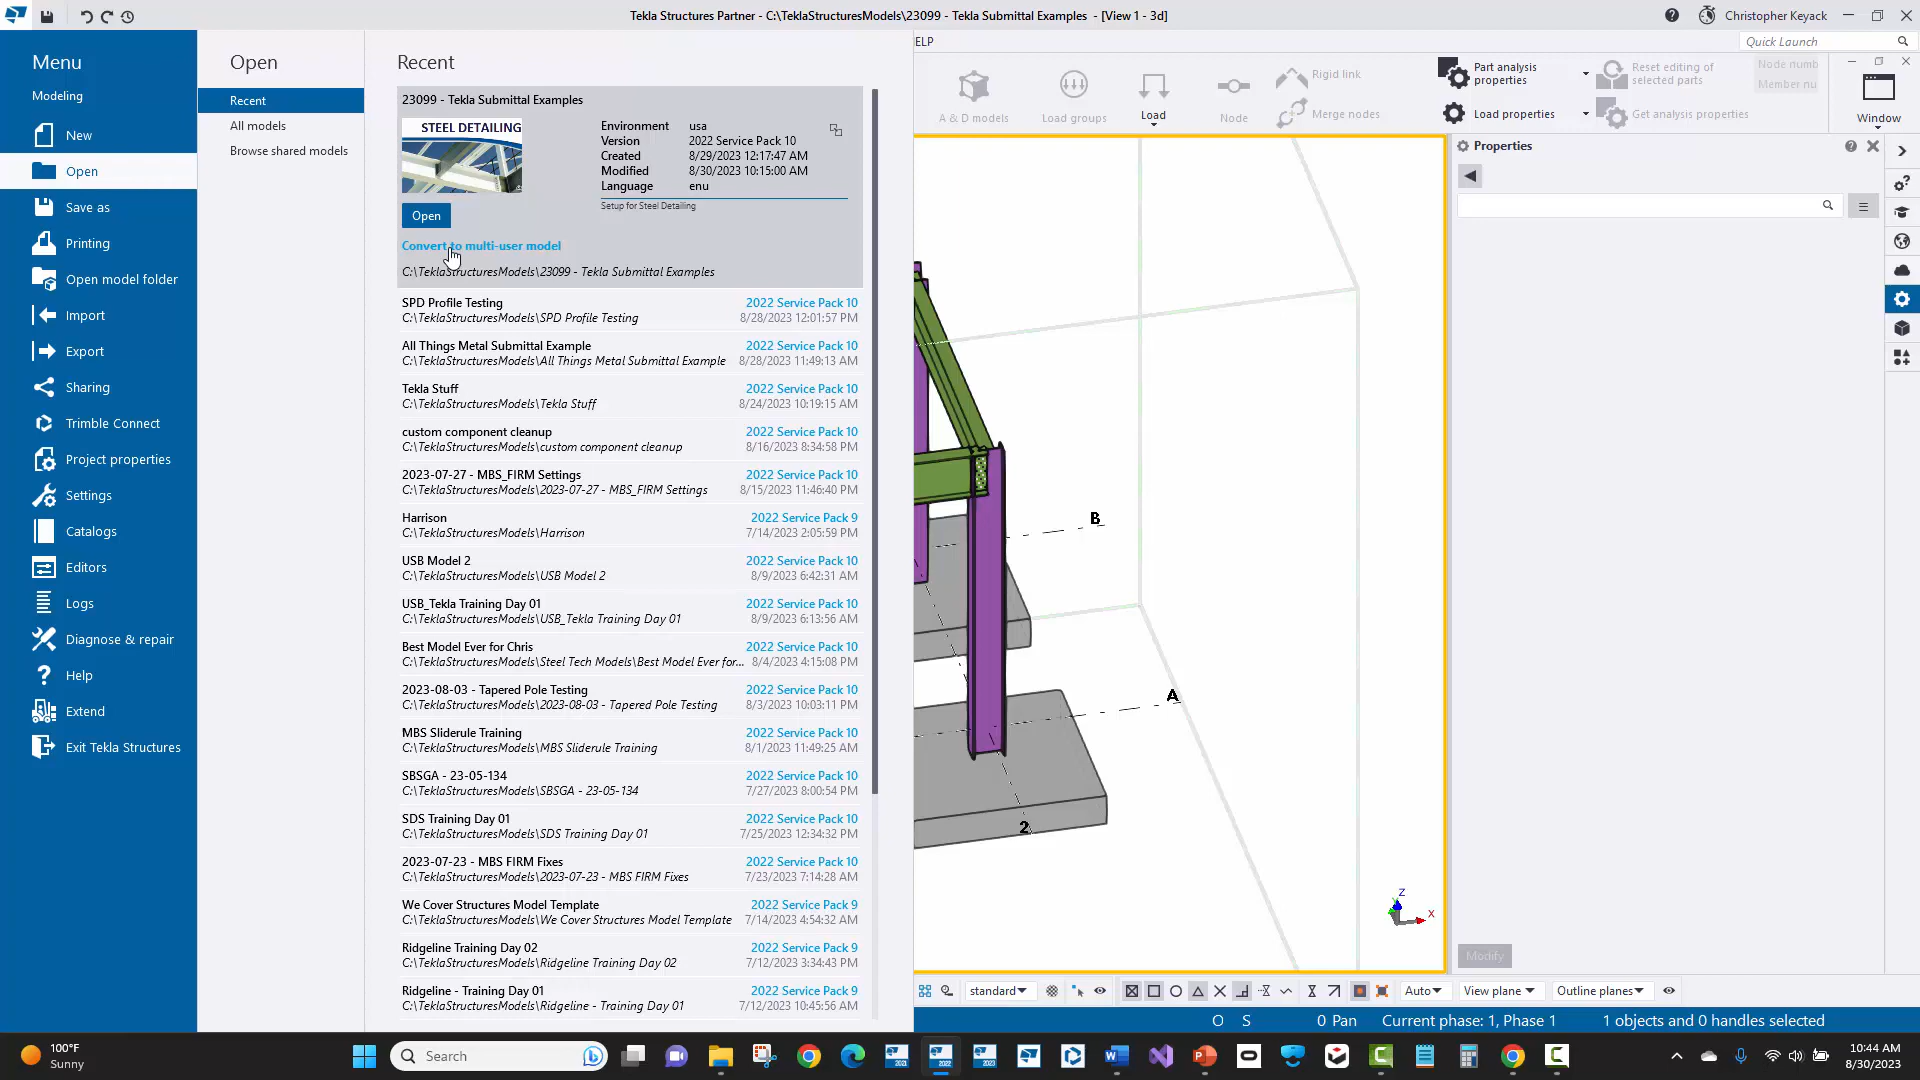 Tekla Structures Partner - C:\TeklaStructuresModels\23099 - Tekla Submittal Examples - [View 1 - 3d]
Christopher Keyack
Menu
Modeling
New
Open
Save as
Printing
Open model folder
Import
Export
Sharing
Trimble Connect
Project properties
Settings
Catalogs
Editors
Logs
Diagnose & repair
Help
Extend
Exit Tekla Structures
Open
Recent
All models
Browse shared models
Recent
23099 - Tekla Submittal Examples
STEEL DETAILING
Environment usa
Version 2022 Service Pack 10
Created 8/29/2023 12:17:47 AM
Modified 8/30/2023 10:15:00 AM
Language enu
Setup for Steel Detailing
Open
Convert to multi-user model
C:\TeklaStructuresModels\23099 - Tekla Submittal Examples
SPD Profile Testing 2022 Service Pack 10
C:\TeklaStructuresModels\SPD Profile Testing 8/28/2023 12:01:57 PM
All Things Metal Submittal Example 2022 Service Pack 10
C:\TeklaStructuresModels\All Things Metal Submittal Example 8/28/2023 11:49:13 AM
Tekla Stuff 2022 Service Pack 10
C:\TeklaStructuresModels\Tekla Stuff 8/24/2023 10:19:15 AM
custom component cleanup 2022 Service Pack 10
C:\TeklaStructuresModels\custom component cleanup 8/16/2023 8:34:58 PM
2023-07-27 - MBS_FIRM Settings 2022 Service Pack 10
C:\TeklaStructuresModels\2023-07-27 - MBS_FIRM Settings 8/15/2023 11:46:40 PM
Harrison 2022 Service Pack 9
C:\TeklaStructuresModels\Harrison 7/14/2023 2:05:59 PM
USB Model 2 2022 Service Pack 10
C:\TeklaStructuresModels\USB Model 2 8/9/2023 6:42:31 AM
USB_Tekla Training Day 01 2022 Service Pack 10
C:\TeklaStructuresModels\USB_Tekla Training Day 01 8/9/2023 6:13:56 AM
Best Model Ever for Chris 2022 Service Pack 10
C:\TeklaStructuresModels\Steel Tech Models\Best Model Ever for... 8/4/2023 4:15:08 PM
2023-08-03 - Tapered Pole Testing 2022 Service Pack 10
C:\TeklaStructuresModels\2023-08-03 - Tapered Pole Testing 8/3/2023 10:03:11 PM
MBS Sliderule Training 2022 Service Pack 10
C:\TeklaStructuresModels\MBS Sliderule Training 8/1/2023 11:49:25 AM
SBSGA - 23-05-134 2022 Service Pack 10
C:\TeklaStructuresModels\SBSGA - 23-05-134 7/27/2023 8:00:54 PM
SDS Training Day 01 2022 Service Pack 10
C:\TeklaStructuresModels\SDS Training Day 01 7/25/2023 12:34:32 PM
2023-07-23 - MBS FIRM Fixes 2022 Service Pack 10
C:\TeklaStructuresModels\2023-07-23 - MBS FIRM Fixes 7/23/2023 7:14:28 AM
We Cover Structures Model Template 2022 Service Pack 9
C:\TeklaStructuresModels\We Cover Structures Model Template 7/14/2023 4:54:32 AM
Ridgeline Training Day 02 2022 Service Pack 9
C:\TeklaStructuresModels\Ridgeline Training Day 02 7/12/2023 3:34:43 PM
Ridgeline - Training Day 01 2022 Service Pack 9
C:\TeklaStructuresModels\Ridgeline - Training Day 01 7/12/2023 10:45:56 AM
ELP
Quick Launch
A & D models
Load groups
Load
Node
Rigid link
Merge nodes
Part analysis properties
Load properties
Reset editing of selected parts
Get analysis properties
Node numb
Member nu
Window
B
A
2
Z
X
Properties
Modify
standard
Auto
View plane
Outline planes
O S 0 Pan Current phase: 1, Phase 1 1 objects and 0 handles selected
100°F
Sunny
Search
2021
2022
2023
10:44 AM
8/30/2023